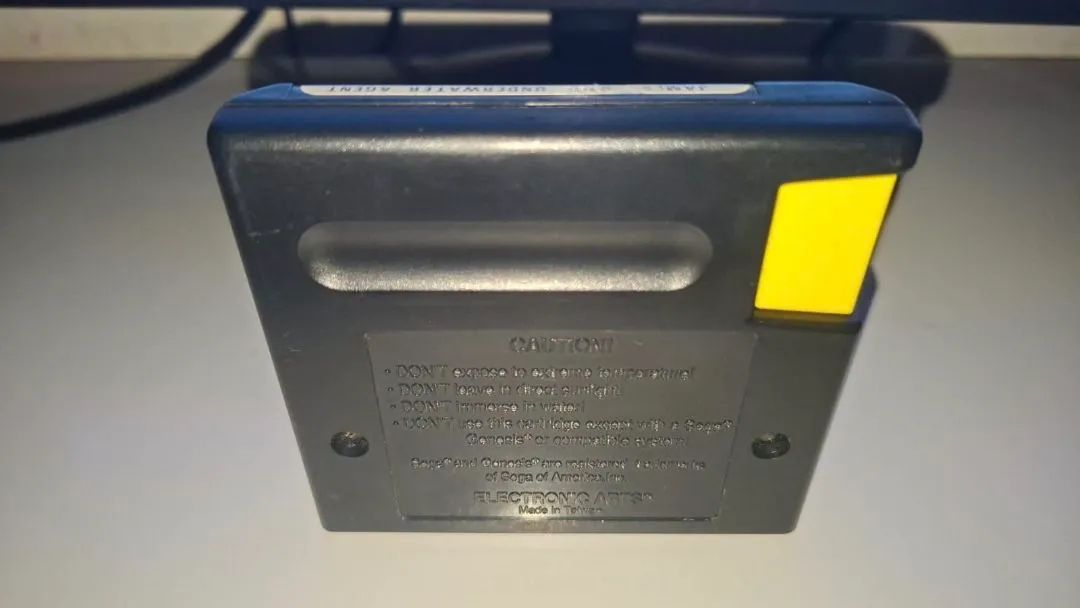 JAMES POND UNDERWATER AGENT
CAUTION!
• DON'T expose to extreme temperature!
• DON'T leave in direct sunlight.
• DON'T immerse in water!
• DON'T use this cartridge except with a Sega®
Genesis® or compatible system!
Sega® and Genesis® are registered trademarks
of Sega of America, Inc.
ELECTRONIC ARTS®
Made in Taiwan